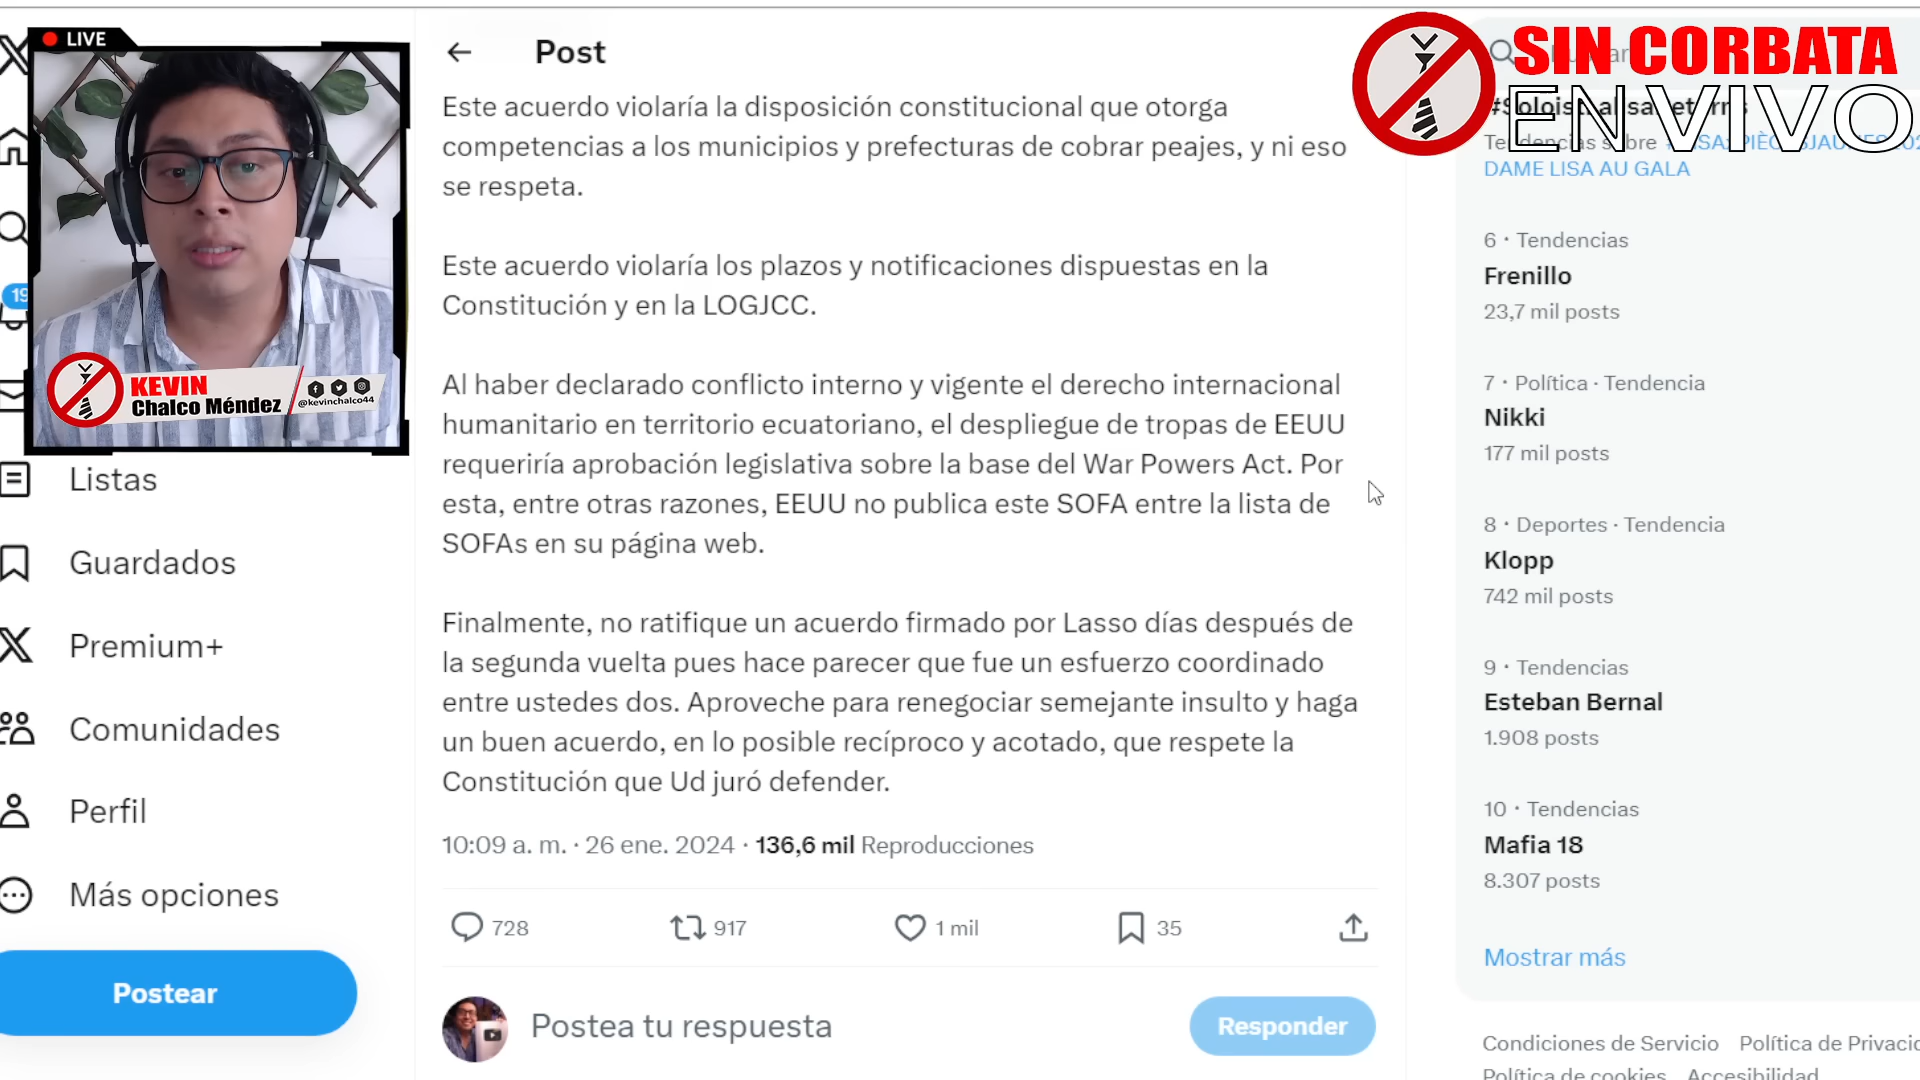 LIVE
KEVIN
Chalco Méndez
@kevinchalco44
19
Listas
Guardados
Premium+
Comunidades
Perfil
Más opciones
Postear
Post
Este acuerdo violaría la disposición constitucional que otorga
competencias a los municipios y prefecturas de cobrar peajes, y ni eso
se respeta.
Este acuerdo violaría los plazos y notificaciones dispuestas en la
Constitución y en la LOGJCC.
Al haber declarado conflicto interno y vigente el derecho internacional
humanitario en territorio ecuatoriano, el despliegue de tropas de EEUU
requeriría aprobación legislativa sobre la base del War Powers Act. Por
esta, entre otras razones, EEUU no publica este SOFA entre la lista de
SOFAs en su página web.
Finalmente, no ratifique un acuerdo firmado por Lasso días después de
la segunda vuelta pues hace parecer que fue un esfuerzo coordinado
entre ustedes dos. Aproveche para renegociar semejante insulto y haga
un buen acuerdo, en lo posible recíproco y acotado, que respete la
Constitución que Ud juró defender.
10:09 a. m. · 26 ene. 2024 · 136,6 mil Reproducciones
728 917 1 mil 35
Postea tu respuesta
Responder
SIN CORBATA
EN VIVO
Tendencias sobre
DAME LISA AU GALA
6 · Tendencias
Frenillo
23,7 mil posts
7 · Política · Tendencia
Nikki
177 mil posts
8 · Deportes · Tendencia
Klopp
742 mil posts
9 · Tendencias
Esteban Bernal
1.908 posts
10 · Tendencias
Mafia 18
8.307 posts
Mostrar más
Condiciones de Servicio Política de Privacid
Política de cookies Accesibilidad